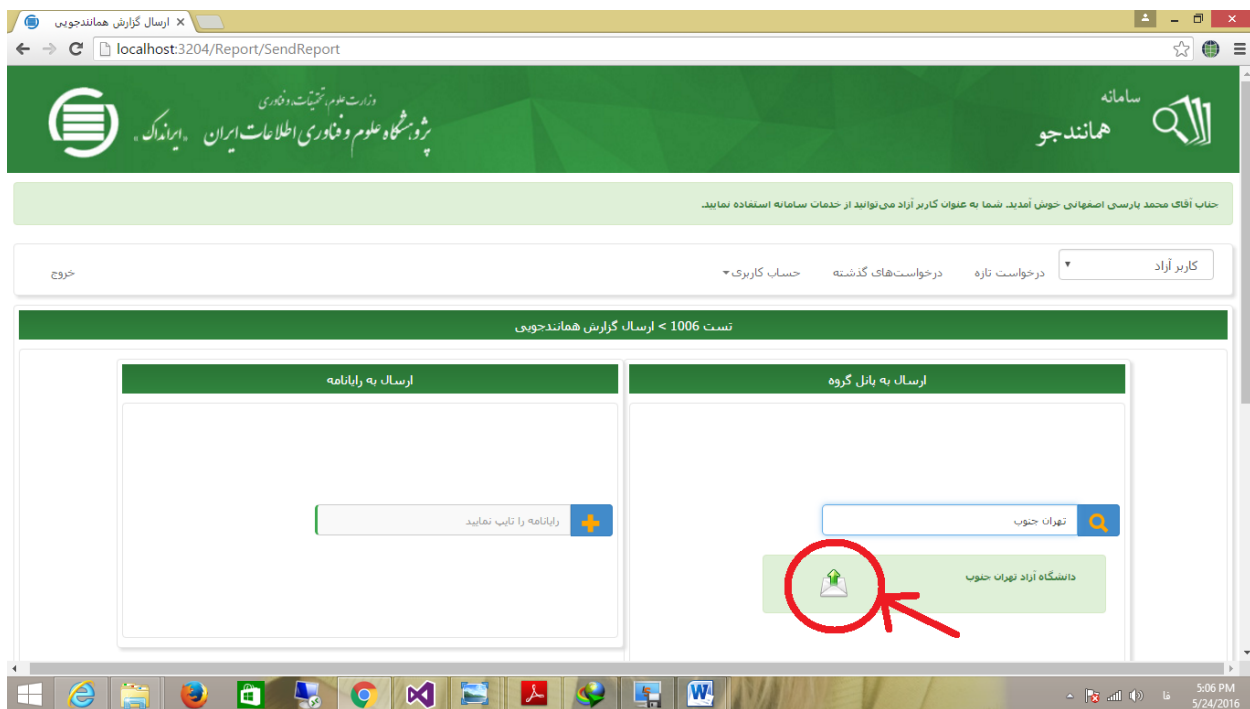 ارسال گزارش همانندجویی
localhost:3204/Report/SendReport
سامانه
همانندجو
وزارت علوم، تحقیقات و فناوری
پژوهشگاه علوم و فناوری اطلاعات ایران «ایرانداک»
جناب آقای محمد پارسی اصفهانی خوش آمدید. شما به عنوان کاربر آزاد می‌توانید از خدمات سامانه استفاده نمایید.
کاربر آزاد
درخواست تازه
درخواست‌های گذشته
حساب کاربری
خروج
تست 1006 > ارسال گزارش همانندجویی
ارسال به پانل گروه
ارسال به رایانامه
تهران جنوب
رایانامه را تایپ نمایید
دانشگاه آزاد تهران جنوب
فا
5:06 PM
5/24/2016